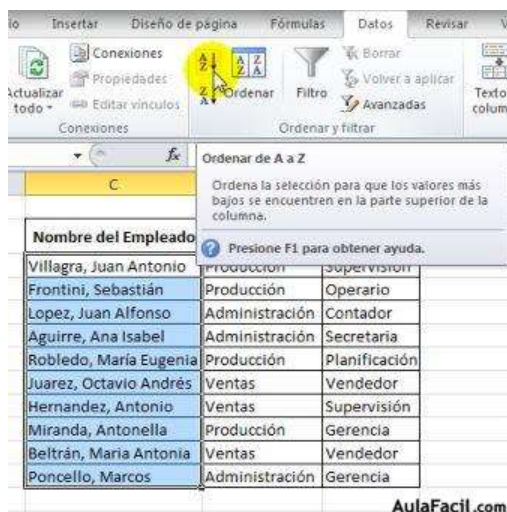 io Insertar Diseño de página Fórmulas Datos Revisar V
Actualizar todo
Conexiones
Propiedades
Editar vínculos
Conexiones
A Z
Z A
A Z Z A
Ordenar
Filtro
Borrar
Volver a aplicar
Avanzadas
Ordenar y filtrar
Texto
colum
fx
C
Ordenar de A a Z
Ordena la selección para que los valores más
bajos se encuentren en la parte superior de la
columna.
Presione F1 para obtener ayuda.
Nombre del Empleado
Villagra, Juan Antonio Producción Supervisión
Frontini, Sebastián Producción Operario
Lopez, Juan Alfonso Administración Contador
Aguirre, Ana Isabel Administración Secretaria
Robledo, María Eugenia Producción Planificación
Juarez, Octavio Andrés Ventas Vendedor
Hernandez, Antonio Ventas Supervisión
Miranda, Antonella Producción Gerencia
Beltrán, Maria Antonia Ventas Vendedor
Poncello, Marcos Administración Gerencia
AulaFacil.com